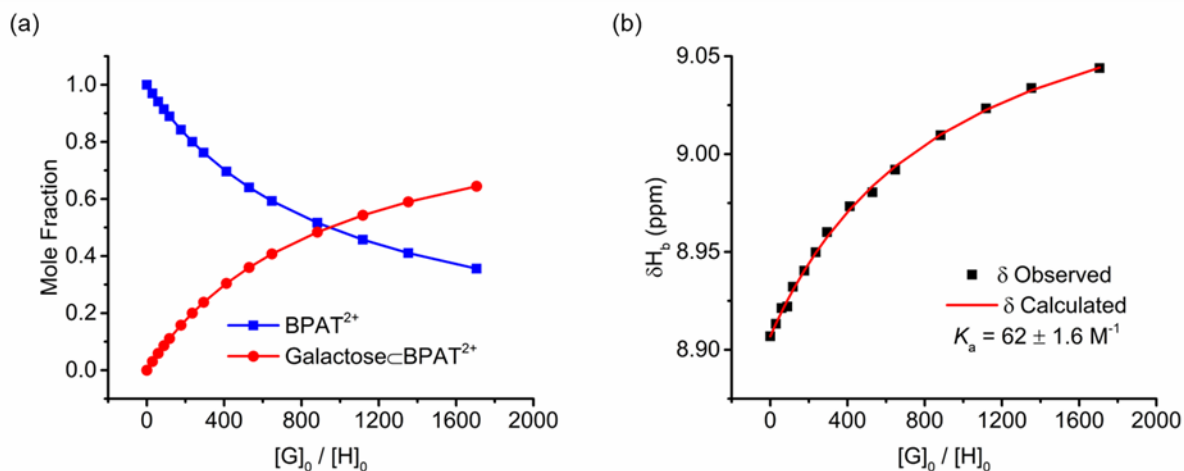 (a)
Mole Fraction
1.0
0.8
0.6
0.4
0.2
0.0
BPAT²⁺
Galactose⊂BPAT²⁺
0 400 800 1200 1600 2000
[G]₀ / [H]₀
(b)
δH_b (ppm)
9.05
9.00
8.95
8.90
δ Observed
δ Calculated
Kₐ = 62 ± 1.6 M⁻¹
0 400 800 1200 1600 2000
[G]₀ / [H]₀